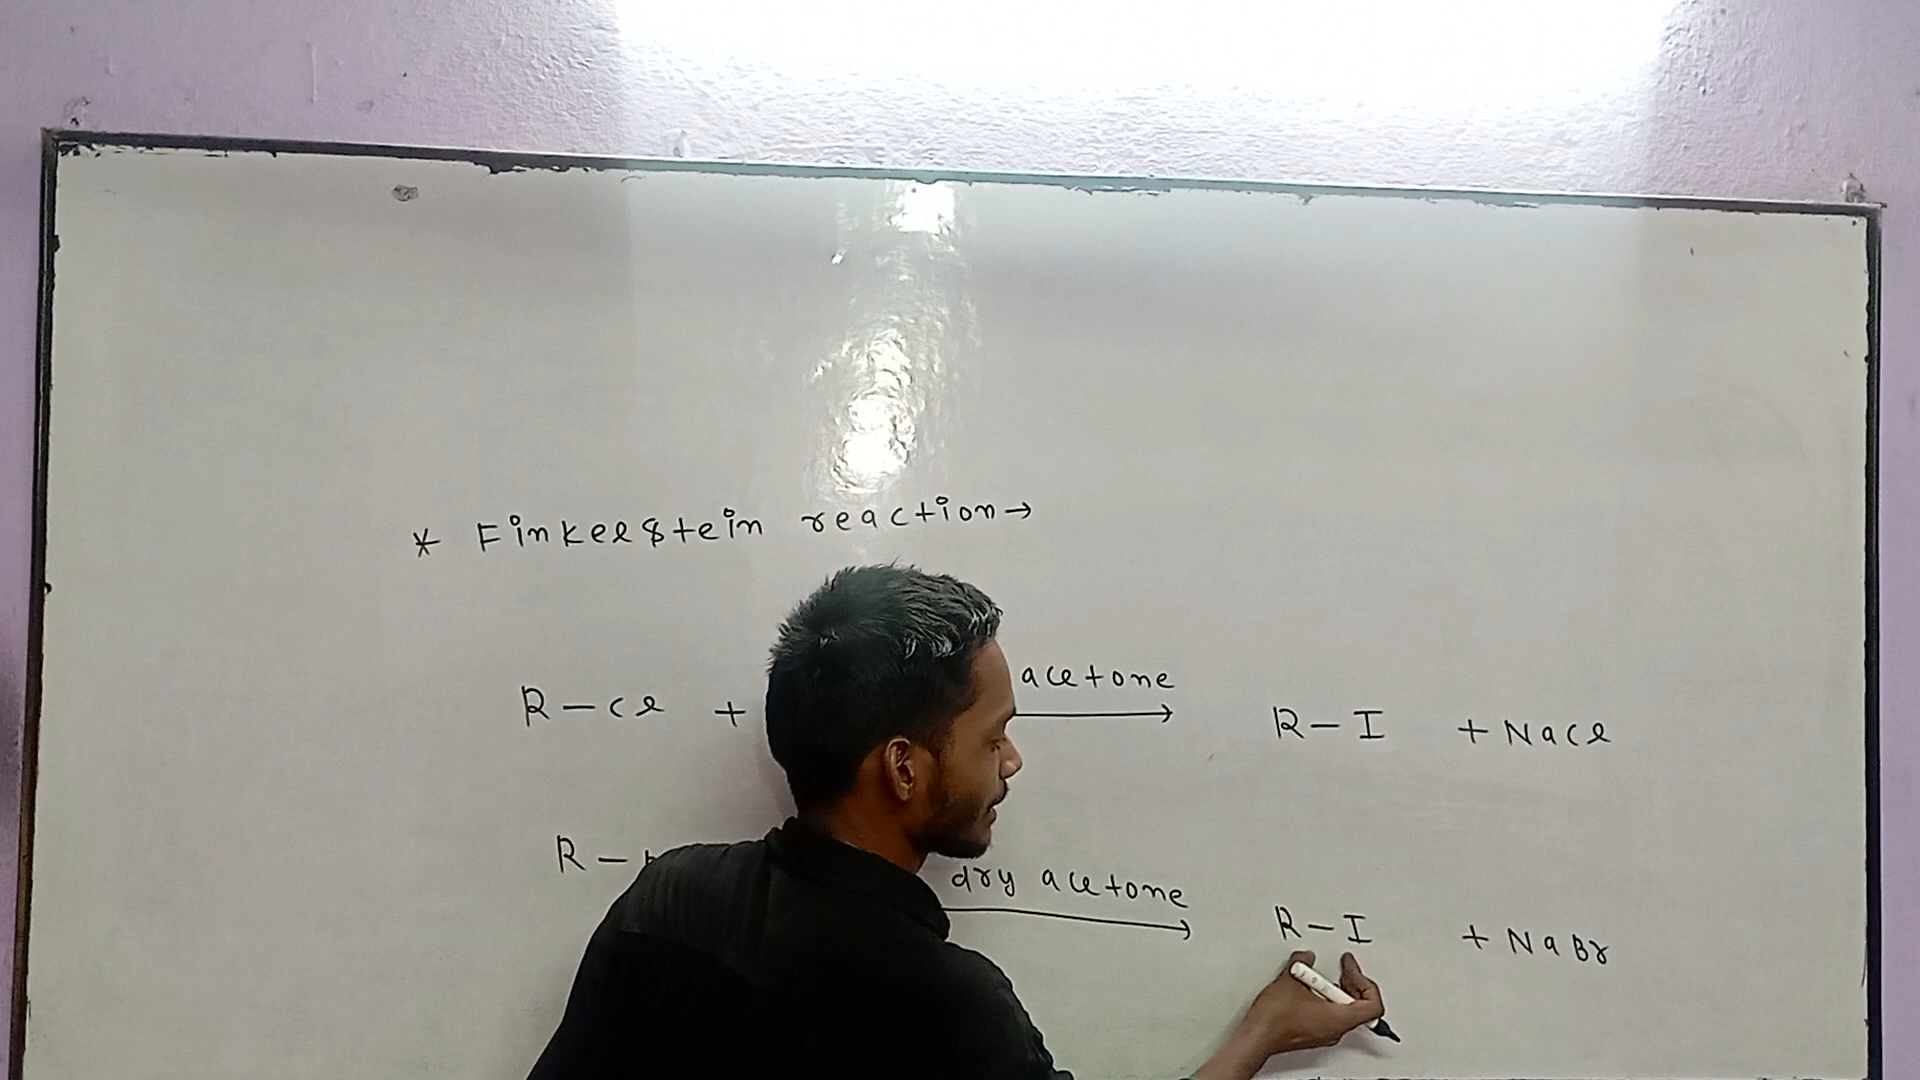 * Finkelstein reaction →
R - Cl + acetone → R - I + NaCl
R - dry acetone → R - I + NaBr